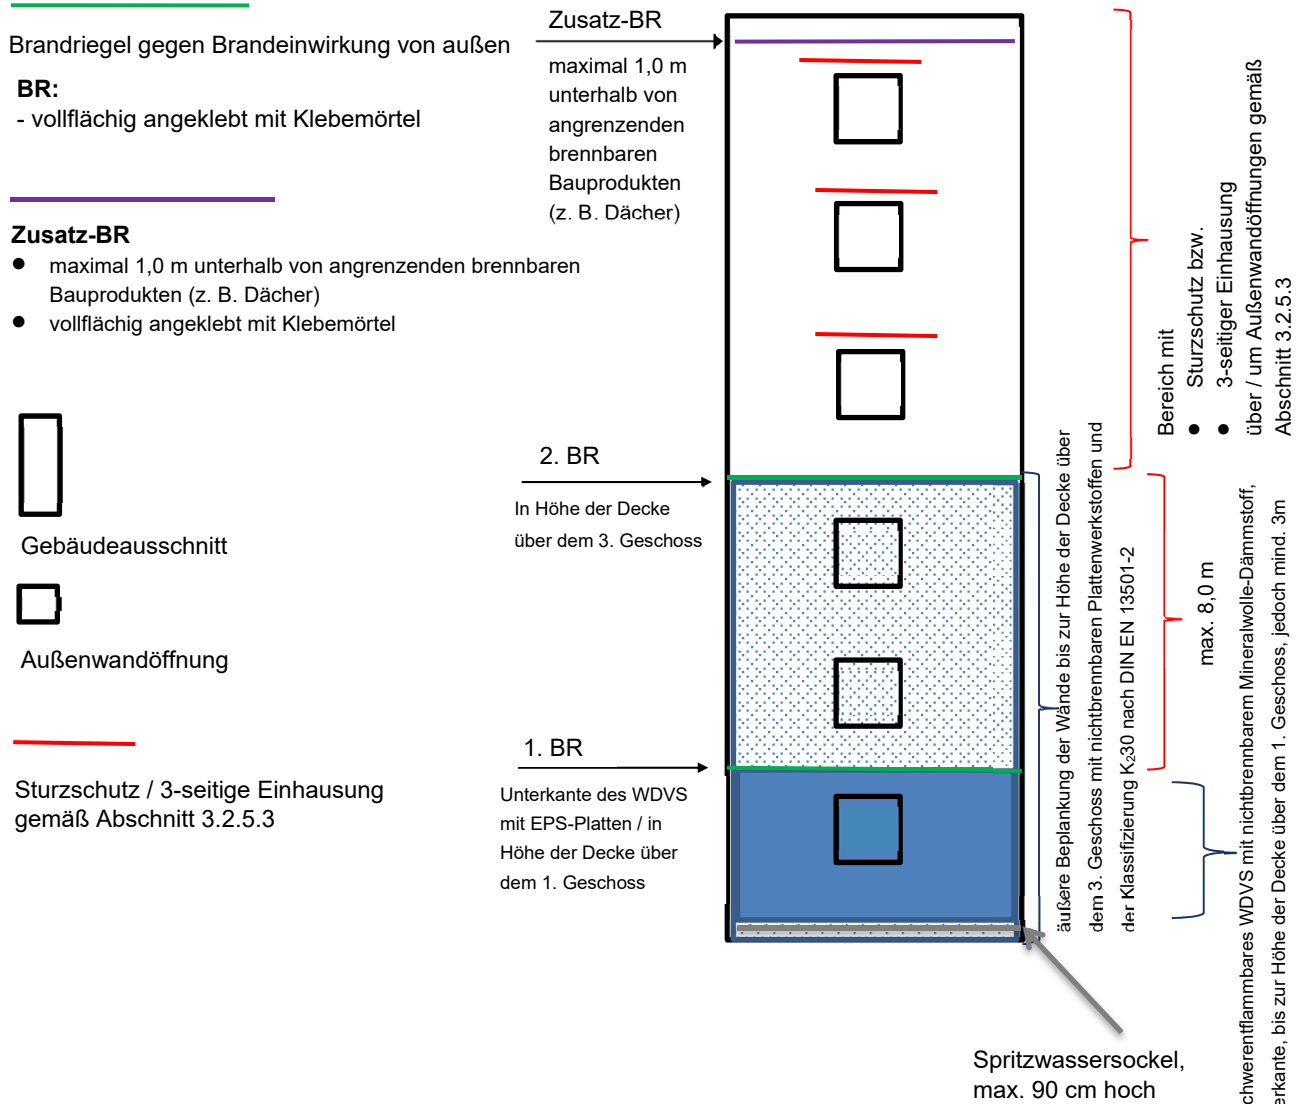 Brandriegel gegen Brandeinwirkung von außen
BR:
- vollflächig angeklebt mit Klebemörtel
Zusatz-BR
● maximal 1,0 m unterhalb von angrenzenden brennbaren
Bauprodukten (z. B. Dächer)
● vollflächig angeklebt mit Klebemörtel
Gebäudeausschnitt
Außenwandöffnung
Sturzschutz / 3-seitige Einhausung
gemäß Abschnitt 3.2.5.3
Zusatz-BR
maximal 1,0 m
unterhalb von
angrenzenden
brennbaren
Bauprodukten
(z. B. Dächer)
2. BR
In Höhe der Decke
über dem 3. Geschoss
1. BR
Unterkante des WDVS
mit EPS-Platten / in
Höhe der Decke über
dem 1. Geschoss
äußere Beplankung der Wände bis zur Höhe der Decke über
dem 3. Geschoss mit nichtbrennbaren Plattenwerkstoffen und
der Klassifizierung K₂30 nach DIN EN 13501-2
Bereich mit
● Sturzschutz bzw.
● 3-seitiger Einhausung
über / um Außenwandöffnungen gemäß
Abschnitt 3.2.5.3
max. 8,0 m
chwerentflammbares WDVS mit nichtbrennbarem Mineralwolle-Dämmstoff,
erkante, bis zur Höhe der Decke über dem 1. Geschoss, jedoch mind. 3m
Spritzwassersockel,
max. 90 cm hoch